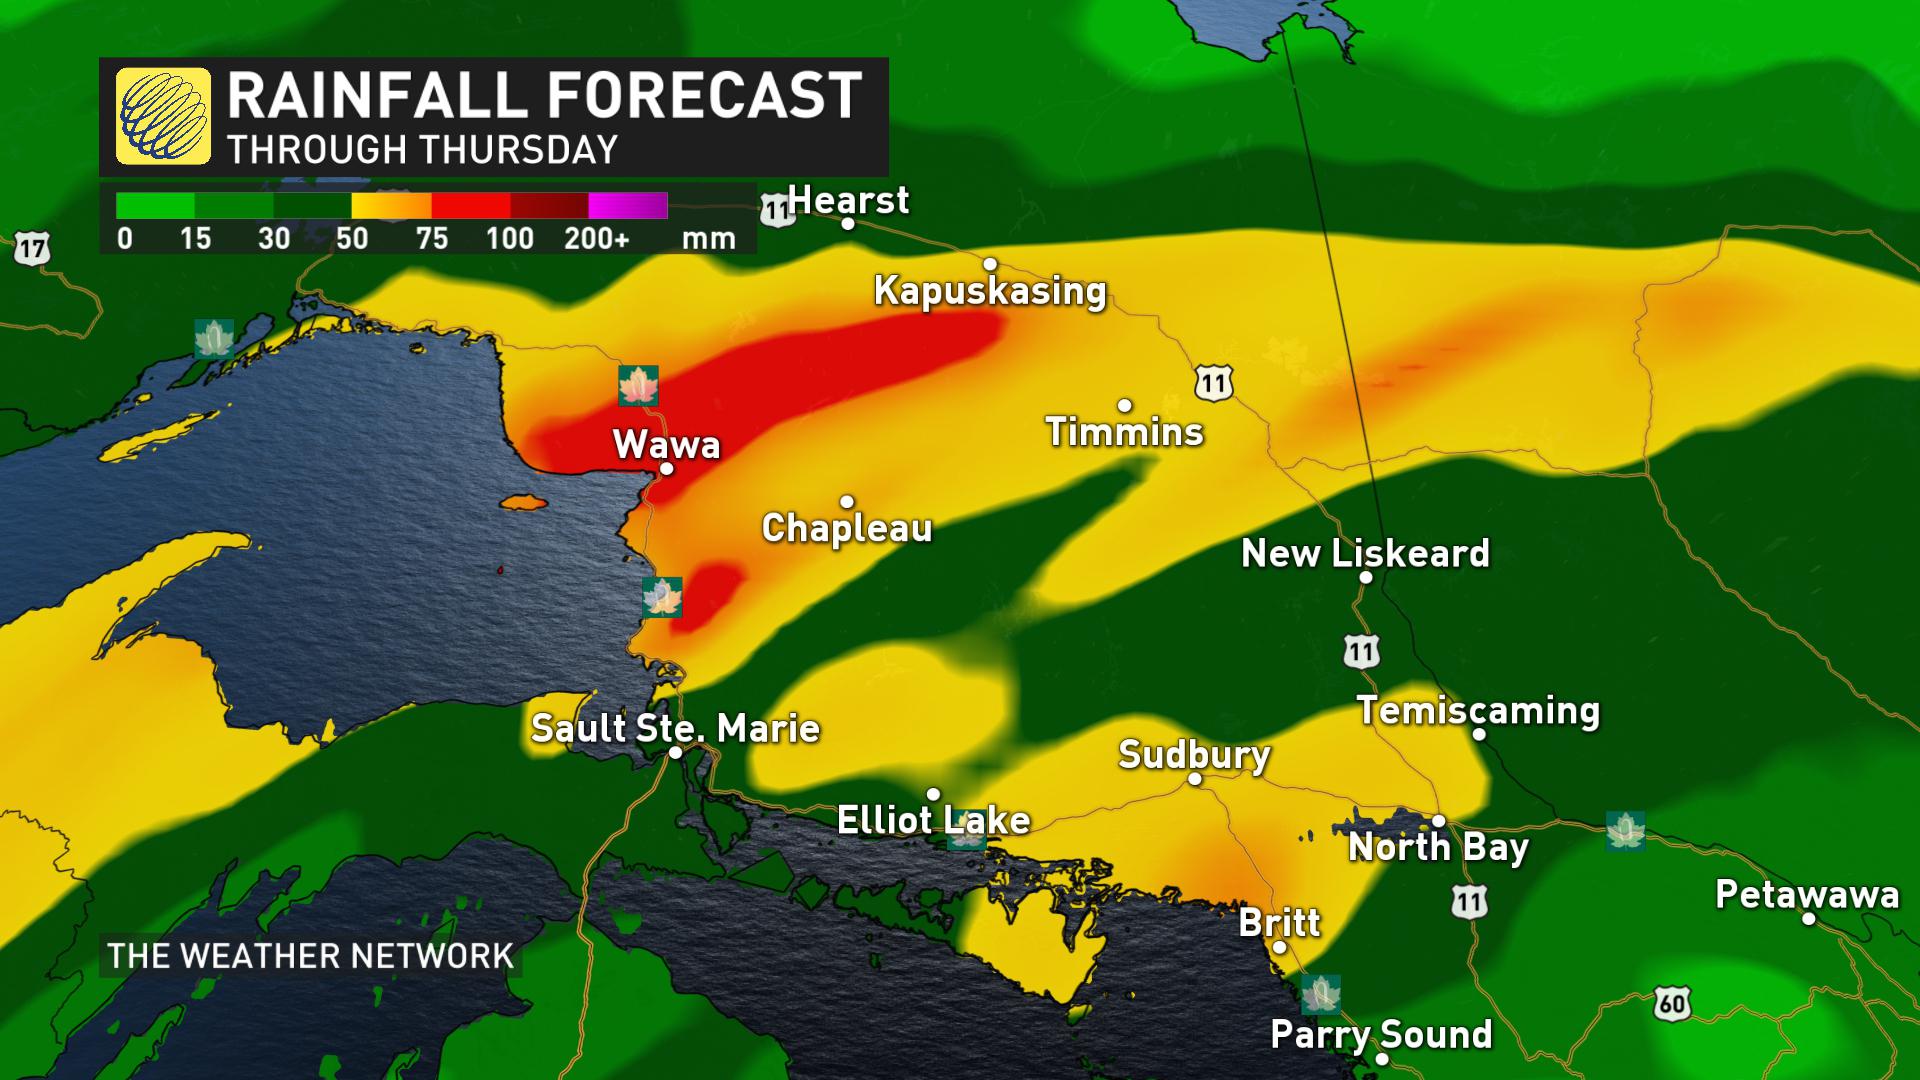 RAINFALL FORECAST
THROUGH THURSDAY
0 15 30 50 75 100 200+ mm
11
Hearst
17
Kapuskasing
11
Timmins
Wawa
Chapleau
New Liskeard
11
Temiscaming
Sault Ste. Marie
Sudbury
Elliot Lake
North Bay
11
Petawawa
Britt
THE WEATHER NETWORK
60
Parry Sound